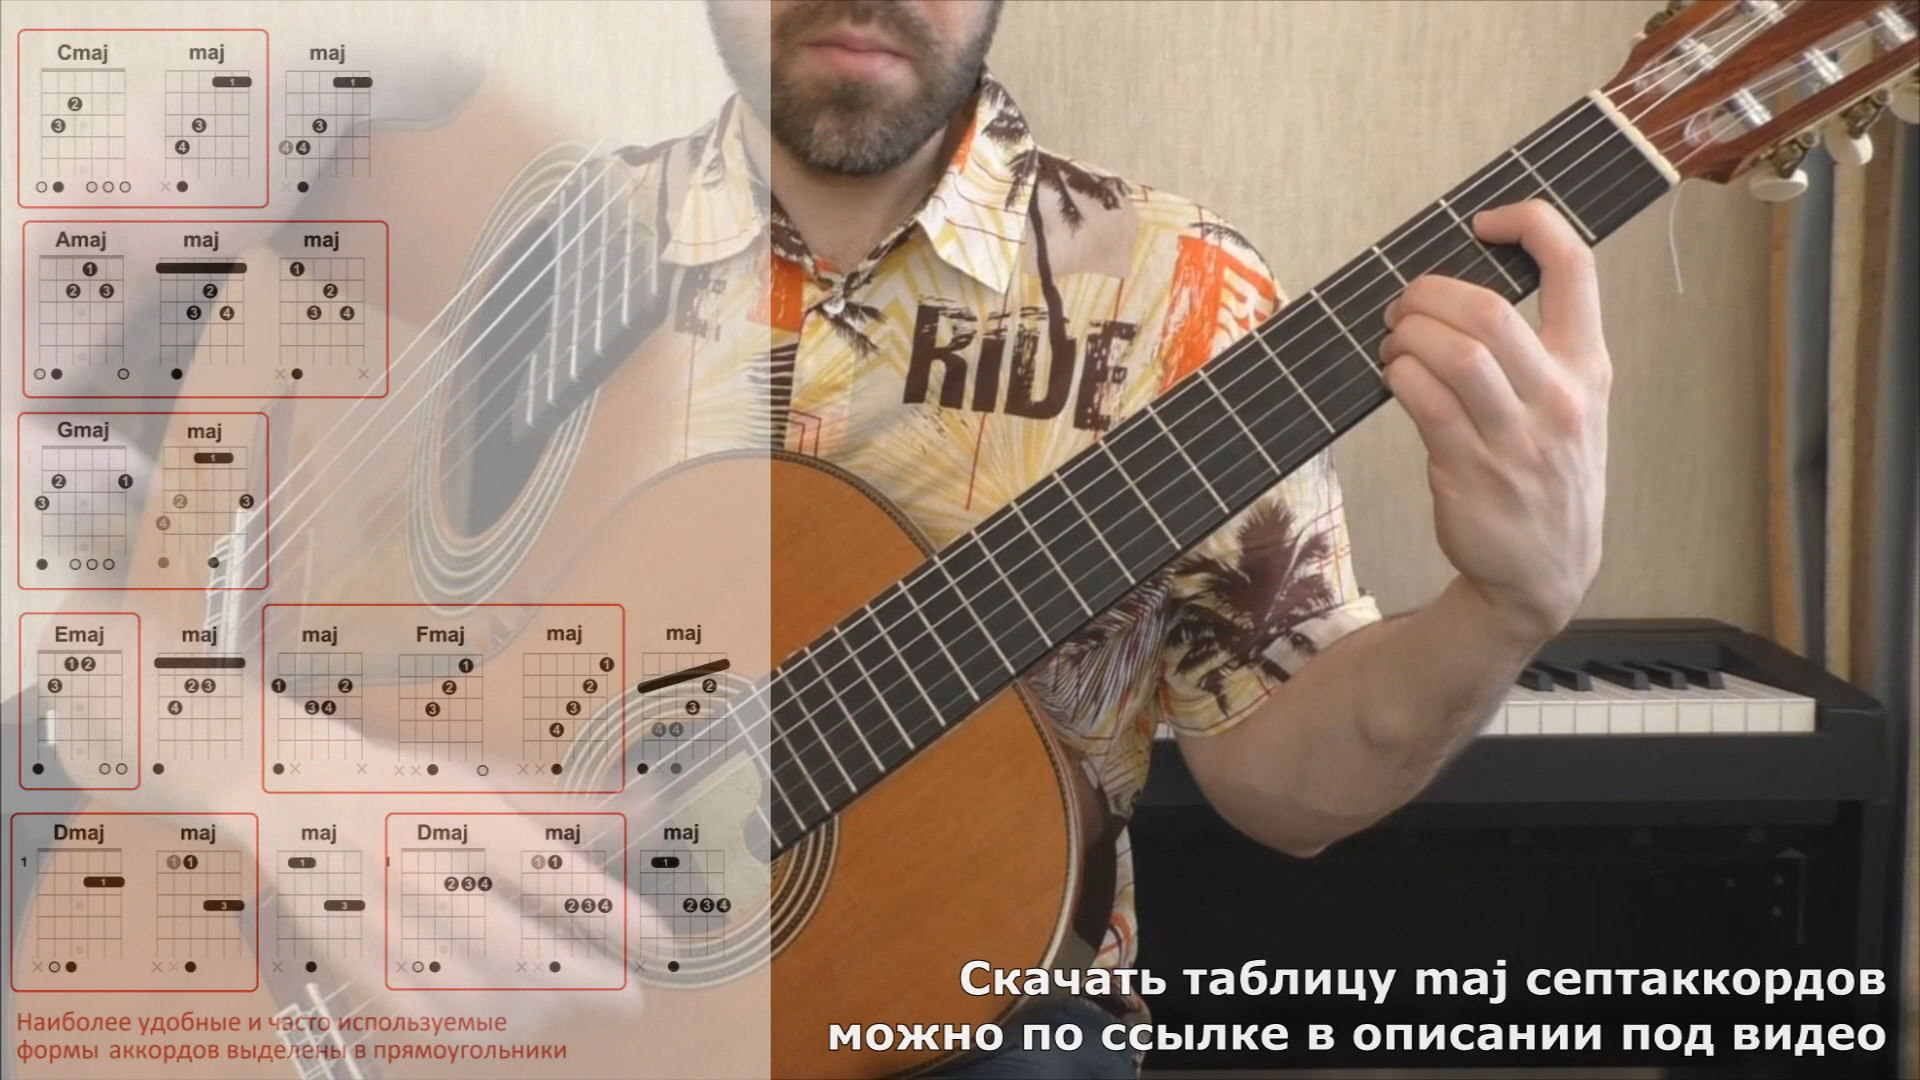 Cmaj maj maj
Amaj maj maj
RIDE
Gmaj maj
Emaj maj maj Fmaj maj maj
Dmaj maj maj Dmaj maj maj
Наиболее удобные и часто используемые
формы аккордов выделены в прямоугольники
Скачать таблицу maj септаккордов
можно по ссылке в описании под видео